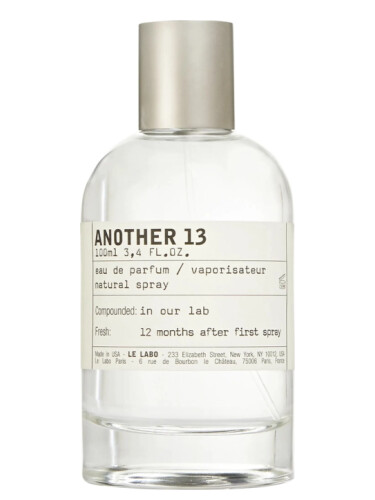 ANOTHER 13
100ml 3,4 FL.OZ.
eau de parfum / vaporisateur
natural spray
Compounded: in our lab
Fresh: 12 months after first spray
Made in USA - LE LABO - 233 Elizabeth Street, New York, NY 10012, USA
Le Labo Paris - 6 rue de Bourbon le Château, 75006 Paris, France